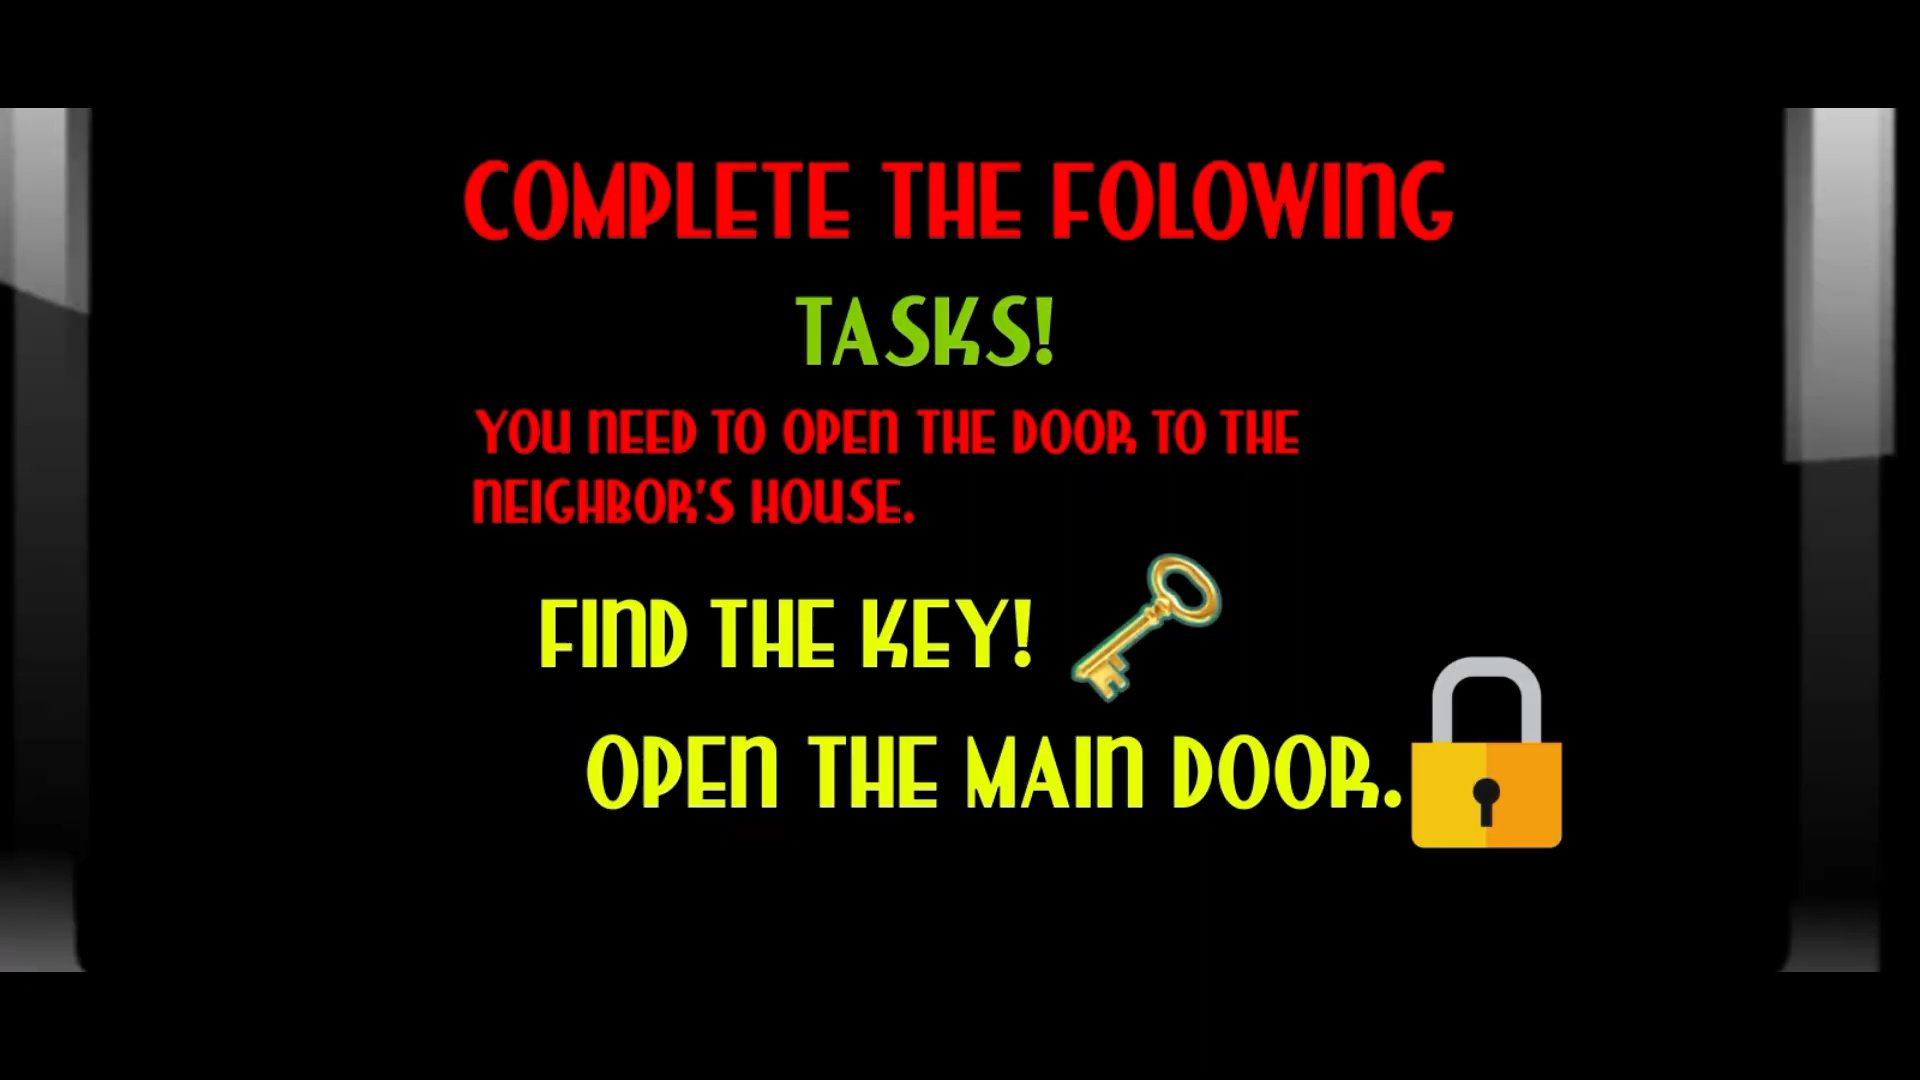 COMPLETE THE FOLOWING
TASKS!
YOU NEED TO OPEN THE DOOR TO THE
NEIGHBOR'S HOUSE.
FIND THE KEY!
OPEN THE MAIN DOOR.